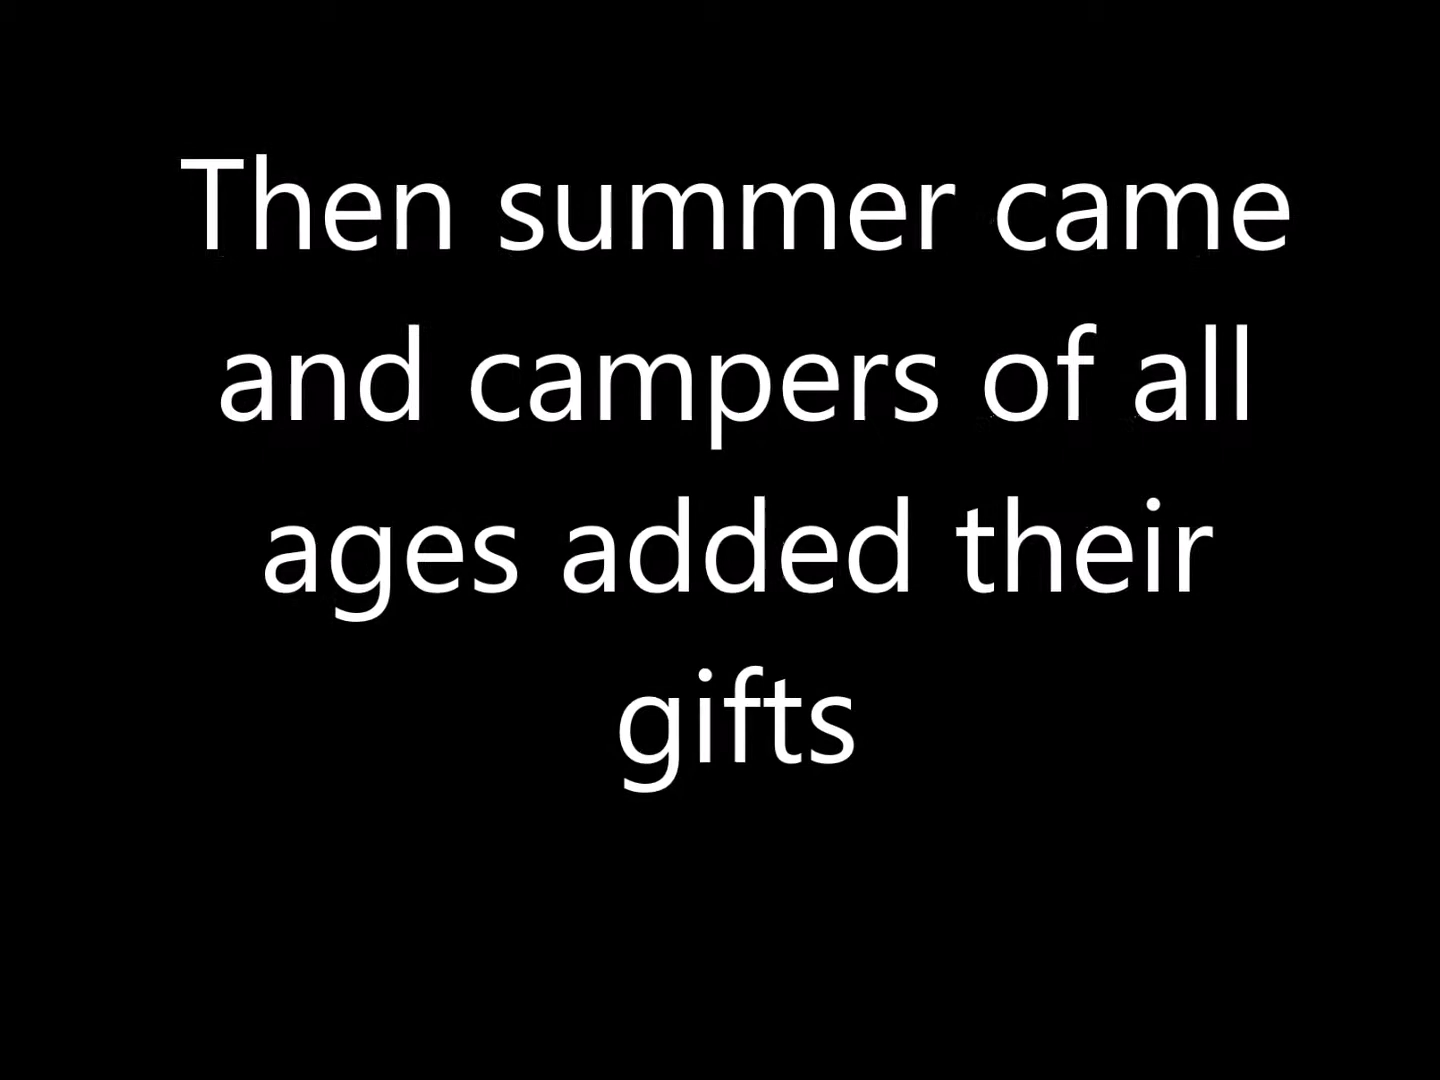 Then summer came
and campers of all
ages added their
gifts